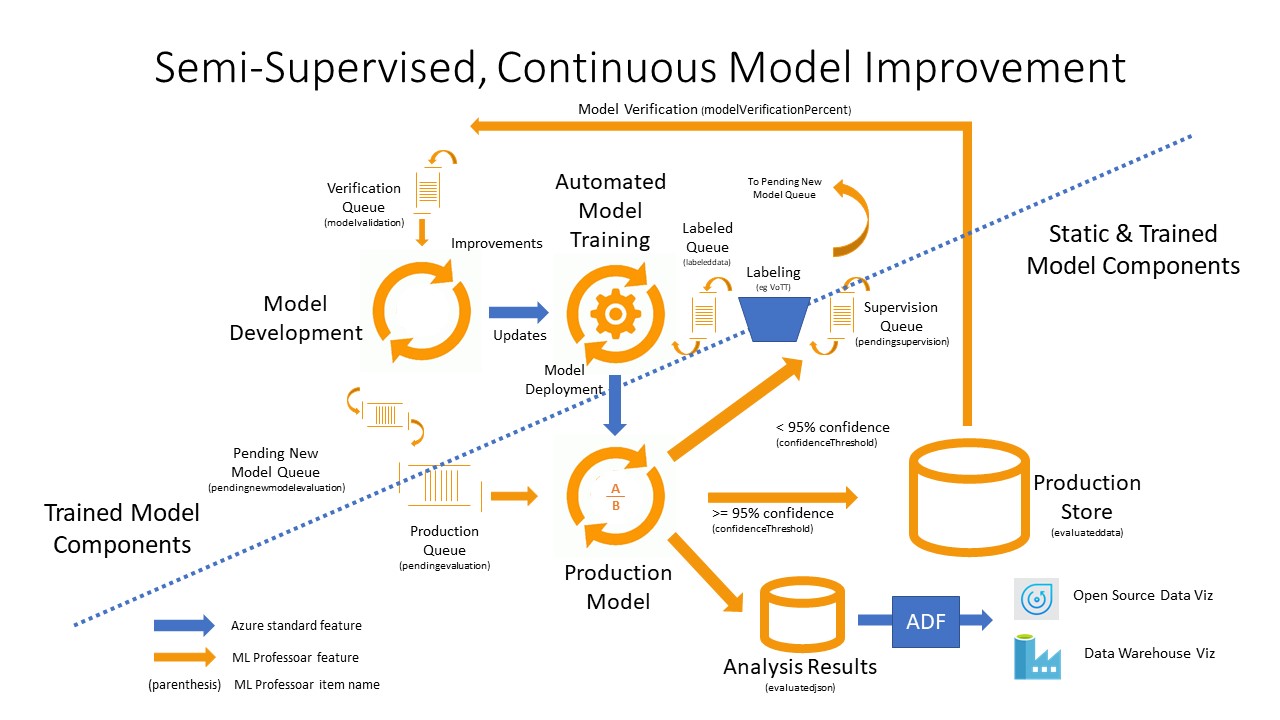 Semi-Supervised, Continuous Model Improvement
Model Verification (modelVerificationPercent)
Verification
Queue
(modelvalidation)
Improvements
Automated
Model
Training
To Pending New
Model Queue
Labeled
Queue
(labeleddata)
Labeling
(eg VoTT)
Static & Trained
Model Components
Model
Development
Updates
Supervision
Queue
(pendingsupervision)
Model
Deployment
< 95% confidence
(confidenceThreshold)
Pending New
Model Queue
(pendingnewmodelevaluation)
Trained Model
Components
Production
Queue
(pendingevaluation)
A
B
>= 95% confidence
(confidenceThreshold)
Production
Store
(evaluateddata)
Production
Model
Analysis Results
(evaluatedjson)
ADF
Open Source Data Viz
Data Warehouse Viz
Azure standard feature
ML Professoar feature
(parenthesis) ML Professoar item name